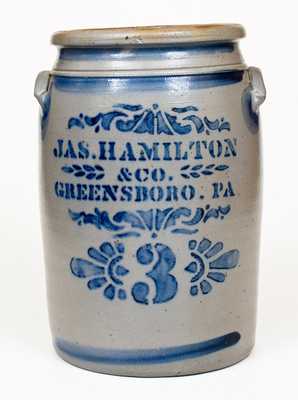 JAS.HAMILTON
& CO.
GREENSBORO. PA
3